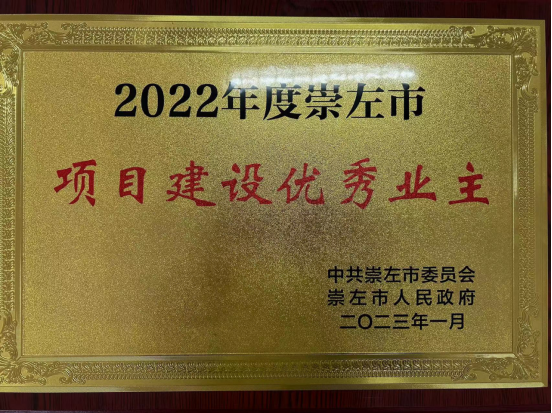 2022年度崇左市
项目建设优秀业主
中共崇左市委员会
崇左市人民政府
二〇二三年一月